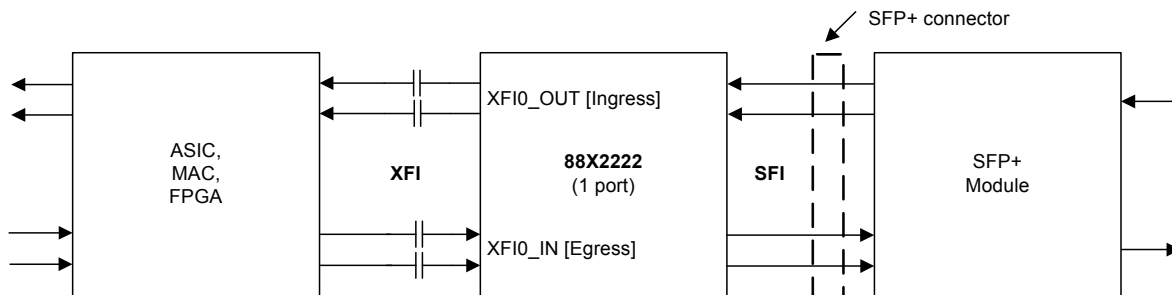 SFP+ connector
XFI0_OUT [Ingress]
ASIC,
MAC,
FPGA
XFI
88X2222
(1 port)
SFI
SFP+
Module
XFI0_IN [Egress]